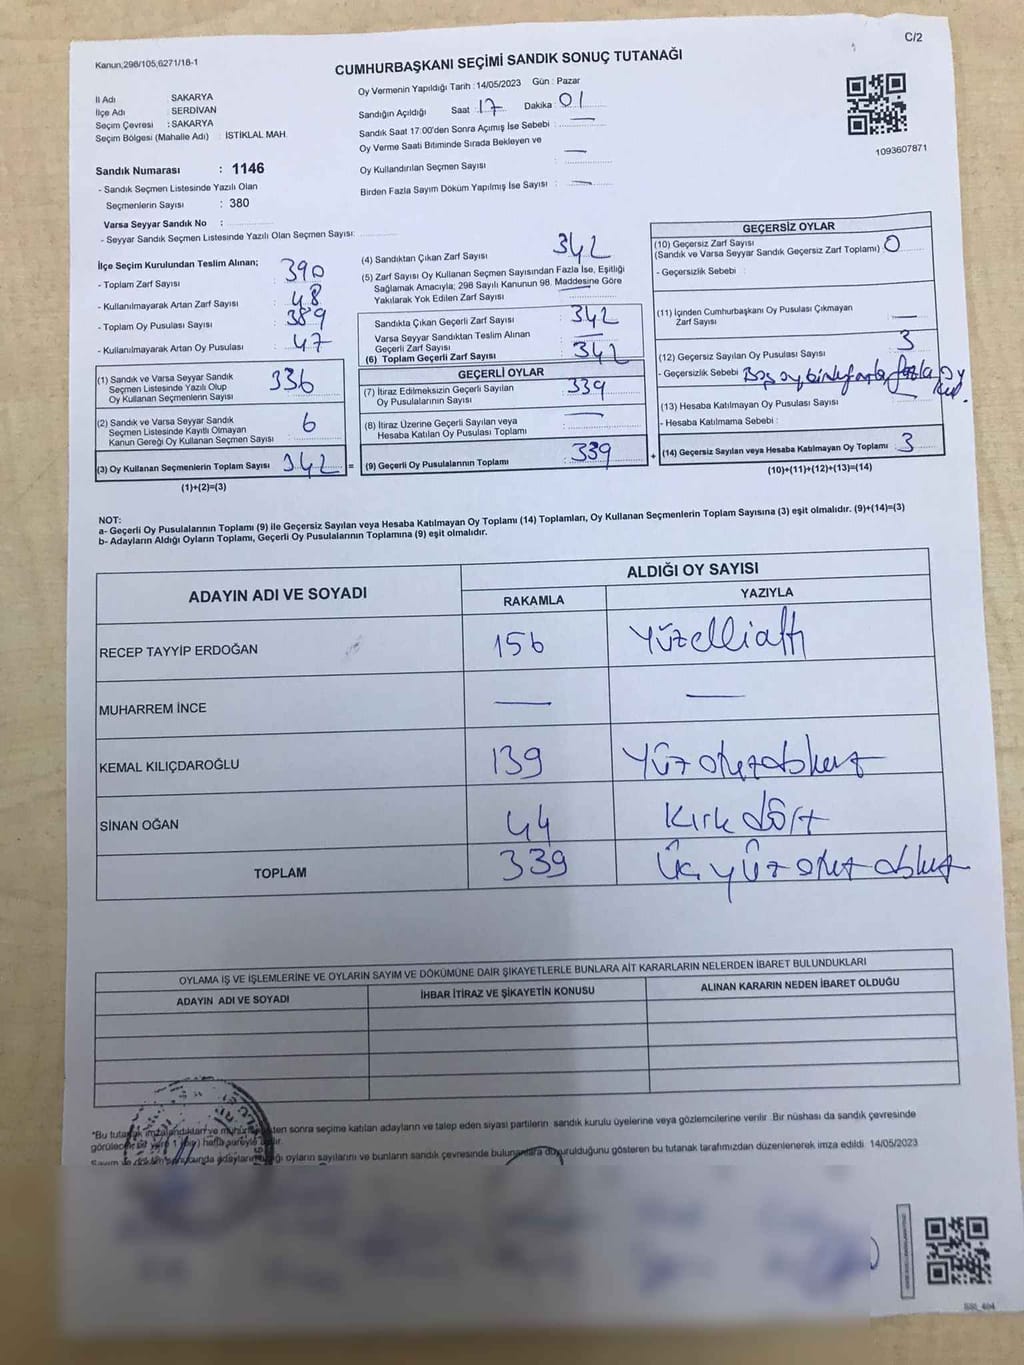 C/2
Kanun,298/105,6271/18-1
CUMHURBAŞKANI SEÇİMİ SANDIK SONUÇ TUTANAĞI
İl Adı SAKARYA
İlçe Adı : SERDİVAN
Seçim Çevresi : SAKARYA
Seçim Bölgesi (Mahalle Adı) : İSTİKLAL MAH.
Sandık Numarası : 1146
- Sandık Seçmen Listesinde Yazılı Olan
Seçmenlerin Sayısı : 380
Varsa Seyyar Sandık No :
- Seyyar Sandık Seçmen Listesinde Yazılı Olan Seçmen Sayısı:
Oy Vermenin Yapıldığı Tarih : 14/05/2023 Gün : Pazar
Sandığın Açıldığı Saat : 17 Dakika : 01
Sandık Saat 17:00'den Sonra Açımış İse Sebebi : —
Oy Verme Saati Bitiminde Sırada Bekleyen ve
Oy Kullandırılan Seçmen Sayısı : —
Birden Fazla Sayım Döküm Yapılmış İse Sayısı : —
1093607871
İlçe Seçim Kurulundan Teslim Alınan;
- Toplam Zarf Sayısı : 390
- Kullanılmayarak Artan Zarf Sayısı : 48
- Toplam Oy Pusulası Sayısı : 389
- Kullanılmayarak Artan Oy Pusulası : 47
(1) Sandık ve Varsa Seyyar Sandık
Seçmen Listesinde Yazılı Olup
Oy Kullanan Seçmenlerin Sayısı : 336
(2) Sandık ve Varsa Seyyar Sandık
Seçmen Listesinde Kayıtlı Olmayan
Kanun Gereği Oy Kullanan Seçmen Sayısı : 6
(3) Oy Kullanan Seçmenlerin Toplam Sayısı : 342 =
(1)+(2)=(3)
(4) Sandıktan Çıkan Zarf Sayısı : 342
(5) Zarf Sayısı Oy Kullanan Seçmen Sayısından Fazla İse, Eşitliği
Sağlamak Amacıyla; 298 Sayılı Kanunun 98. Maddesine Göre
Yakılarak Yok Edilen Zarf Sayısı :
Sandıkta Çıkan Geçerli Zarf Sayısı : 342
Varsa Seyyar Sandıktan Teslim Alınan
Geçerli Zarf Sayısı : —
(6) Toplam Geçerli Zarf Sayısı : 342
GEÇERLİ OYLAR
(7) İtiraz Edilmeksizin Geçerli Sayılan
Oy Pusulalarının Sayısı : 339
(8) İtiraz Üzerine Geçerli Sayılan veya
Hesaba Katılan Oy Pusulası Toplamı : —
(9) Geçerli Oy Pusulalarının Toplamı : 339 +
GEÇERSİZ OYLAR
(10) Geçersiz Zarf Sayısı
(Sandık ve Varsa Seyyar Sandık Geçersiz Zarf Toplamı) : 0
- Geçersizlik Sebebi :
(11) İçinden Cumhurbaşkanı Oy Pusulası Çıkmayan
Zarf Sayısı : —
(12) Geçersiz Sayılan Oy Pusulası Sayısı : 3
- Geçersizlik Sebebi : Boş oy fazla oy
(13) Hesaba Katılmayan Oy Pusulası Sayısı :
- Hesaba Katılmama Sebebi :
(14) Geçersiz Sayılan veya Hesaba Katılmayan Oy Toplamı : 3
(10)+(11)+(12)+(13)=(14)
NOT:
a- Geçerli Oy Pusulalarının Toplamı (9) ile Geçersiz Sayılan veya Hesaba Katılmayan Oy Toplamı (14) Toplamları, Oy Kullanan Seçmenlerin Toplam Sayısına (3) eşit olmalıdır. (9)+(14)=(3)
b- Adayların Aldığı Oyların Toplamı, Geçerli Oy Pusulalarının Toplamına (9) eşit olmalıdır.
ADAYIN ADI VE SOYADI ALDIĞI OY SAYISI
RAKAMLA YAZIYLA
RECEP TAYYİP ERDOĞAN 156 Yüzellialtı
MUHARREM İNCE — —
KEMAL KILIÇDAROĞLU 139 Yüz otuz dokuz
SİNAN OĞAN 44 Kırk dört
TOPLAM 339 Üç yüz otuz dokuz
OYLAMA İŞ VE İŞLEMLERİNE VE OYLARIN SAYIM VE DÖKÜMÜNE DAİR ŞİKAYETLERLE BUNLARA AİT KARARLARIN NELERDEN İBARET BULUNDUKLARI
ADAYIN ADI VE SOYADI İHBAR İTİRAZ VE ŞİKAYETİN KONUSU ALINAN KARARIN NEDEN İBARET OLDUĞU
*Bu tutanak imzalandıktan ve sonra seçime katılan adayların ve talep eden siyasi partilerin sandık kurulu üyelerine veya gözlemcilerine verilir. Bir nüshası da sandık çevresinde
hafta süreyle
Sayım ve oyların sayılarını ve bunların sandık çevresinde duyurulduğunu gösteren bu tutanak tarafımızdan düzenlenerek imza edildi. 14/05/2023